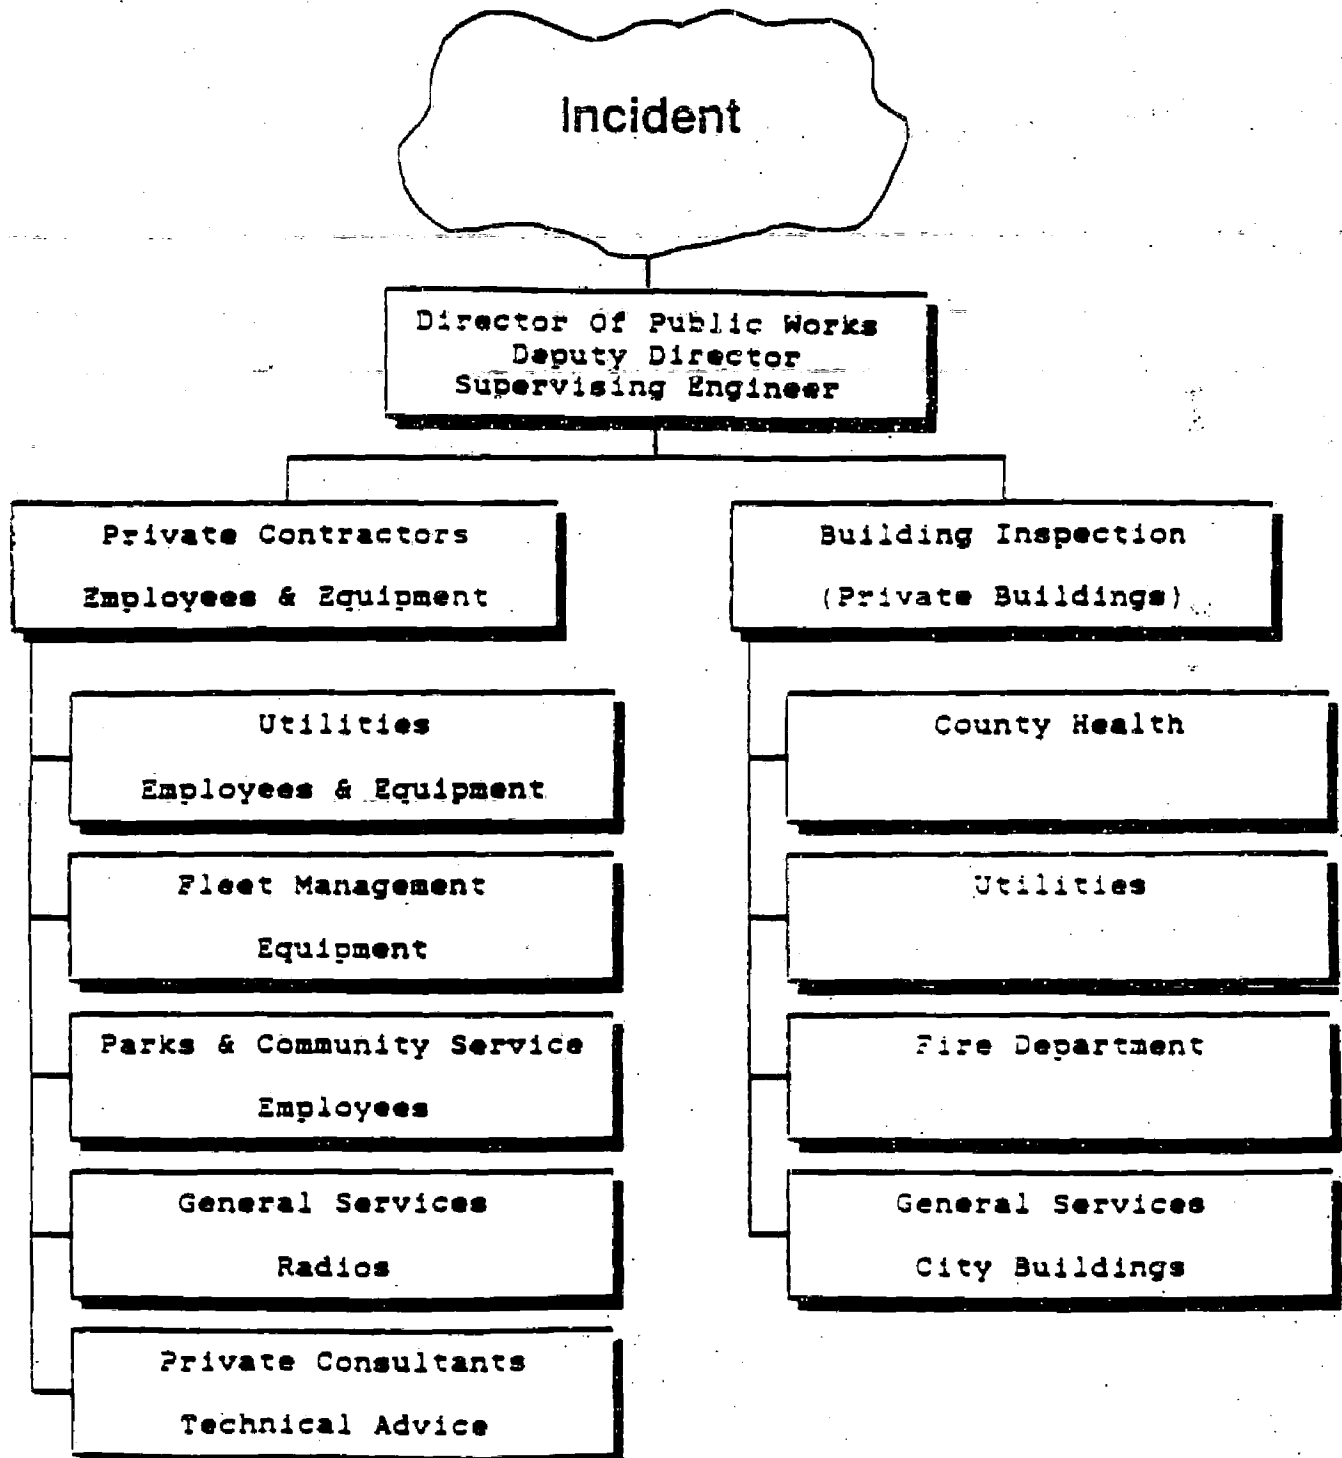 Incident
Director Of Public Works
Deputy Director
Supervising Engineer
Private Contractors
Employees & Equipment
Utilities
Employees & Equipment
Fleet Management
Equipment
Parks & Community Service
Employees
General Services
Radios
Private Consultants
Technical Advice
Building Inspection
(Private Buildings)
County Health
Utilities
Fire Department
General Services
City Buildings